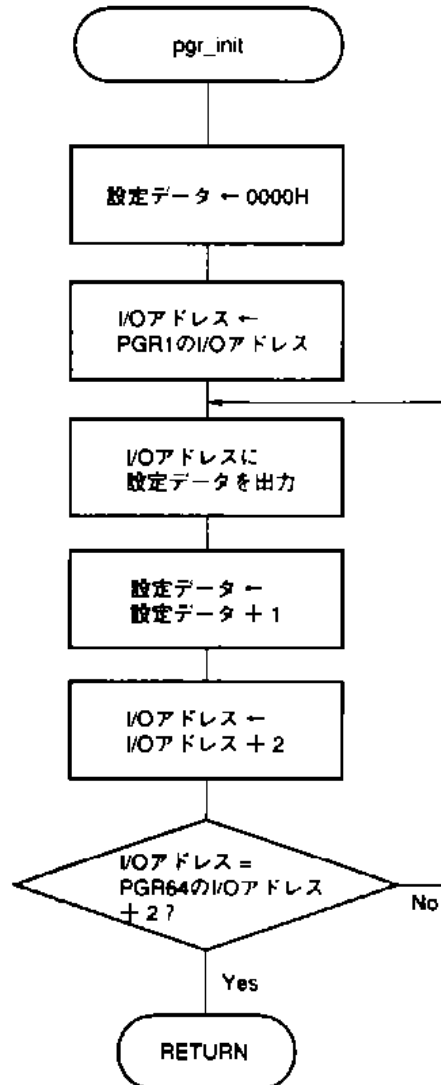 pgr_init
設定データ ← 0000H
I/Oアドレス ←
PGR1のI/Oアドレス
I/Oアドレスに
設定データを出力
設定データ ←
設定データ + 1
I/Oアドレス ←
I/Oアドレス + 2
I/Oアドレス =
PGR64のI/Oアドレス
+ 2 ?
No
Yes
RETURN